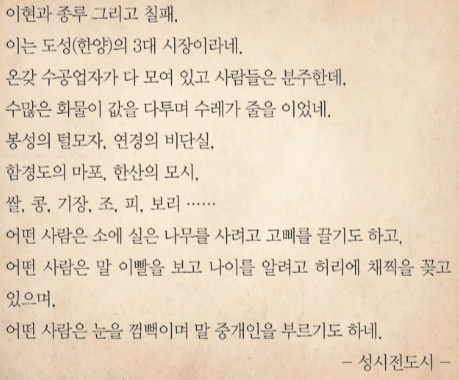 이현과 종루 그리고 칠패,
이는 도성(한양)의 3대 시장이라네.
온갖 수공업자가 다 모여 있고 사람들은 분주한데,
수많은 화물이 값을 다투며 수레가 줄을 이었네.
봉성의 털모자, 연경의 비단실,
함경도의 마포, 한산의 모시,
쌀, 콩, 기장, 조, 피, 보리 ……
어떤 사람은 소에 실은 나무를 사려고 고삐를 끌기도 하고,
어떤 사람은 말 이빨을 보고 나이를 알려고 허리에 채찍을 꽂고
있으며,
어떤 사람은 눈을 껌뻑이며 말 중개인을 부르기도 하네.
- 성시전도시 -